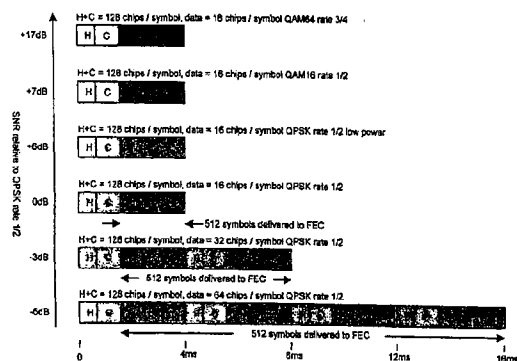 H+C = 128 chips / symbol, data = 16 chips / symbol QAM64 rate 3/4
+17dB
H C
H+C = 128 chips / symbol, data = 16 chips / symbol QAM16 rate 1/2
+7dB
H C
H+C = 128 chips / symbol, data = 16 chips / symbol QPSK rate 1/2 low power
+6dB
H C
H+C = 128 chips / symbol, data = 16 chips / symbol QPSK rate 1/2
0dB
H C
512 symbols delivered to FEC
H+C = 128 chips / symbol, data = 32 chips / symbol QPSK rate 1/2
-3dB
H C
512 symbols delivered to FEC
H+C = 128 chips / symbol, data = 64 chips / symbol QPSK rate 1/2
-6dB
H
512 symbols delivered to FEC
0 4ms 8ms 12ms 16ms
SNR relative to QPSK rate 1/2